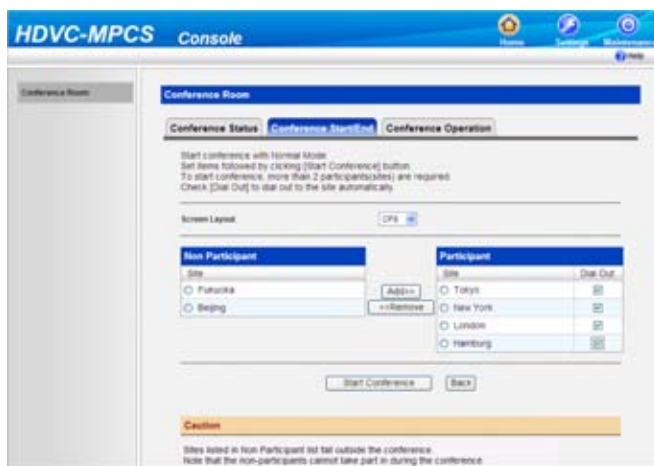 HDVC-MPCS Console
Home Settings Maintenance
Help
Conference Room
Conference Room
Conference Status Conference Start/End Conference Operation
Start conference with Normal Mode.
Set items followed by clicking [Start Conference] button.
To start conference, more than 2 participants(sites) are required.
Check [Dial Out] to dial out to the site automatically.
Screen Layout
Non Participant Participant
Site Site Dial Out
Fukuoka Add>> Tokyo
Beijing <<Remove New York
London
Hamburg
Start Conference Back
Caution
Sites listed in Non Participant list fall outside the conference.
Note that the non-participants cannot take part in during the conference.